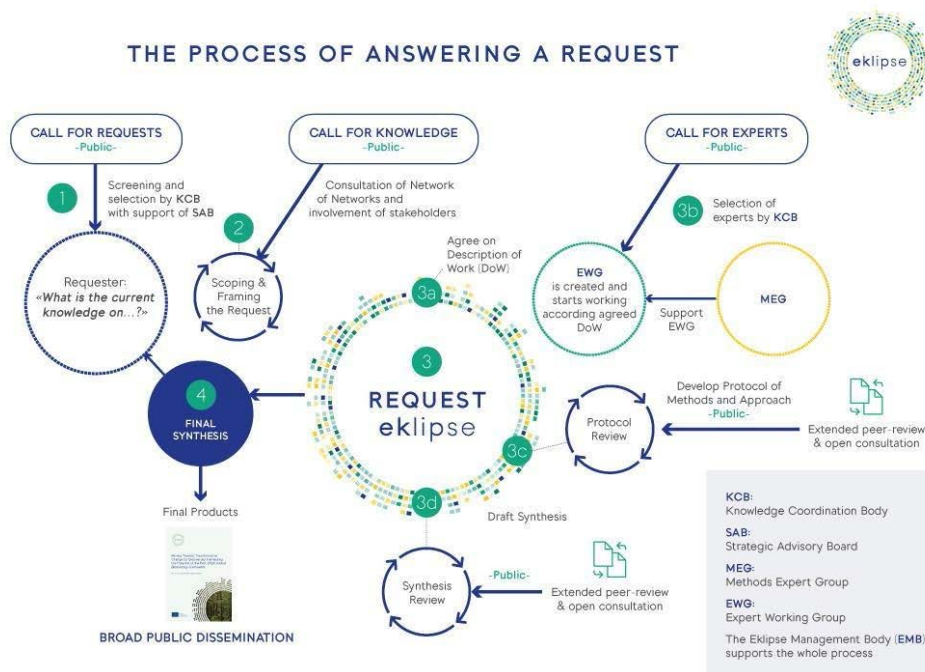 THE PROCESS OF ANSWERING A REQUEST
eklipse
CALL FOR REQUESTS
-Public-
CALL FOR KNOWLEDGE
-Public-
CALL FOR EXPERTS
-Public-
1
Screening and
selection by KCB
with support of SAB
2
Consultation of Network
of Networks and
involvement of stakeholders
3b
Selection of
experts by KCB
Requester:
«What is the current
knowledge on...?»
Scoping &
Framing
the Request
Agree on
Description of
Work (DoW)
3a
EWG
is created and
starts working
according agreed
DoW
Support
EWG
MEG
3
REQUEST
eklipse
4
FINAL
SYNTHESIS
3c
Protocol
Review
Develop Protocol of
Methods and Approach
-Public-
Extended peer-review
& open consultation
3d
Draft Synthesis
Synthesis
Review
-Public-
Extended peer-review
& open consultation
Final Products
BROAD PUBLIC DISSEMINATION
KCB:
Knowledge Coordination Body
SAB:
Strategic Advisory Board
MEG:
Methods Expert Group
EWG:
Expert Working Group
The Eklipse Management Body (EMB)
supports the whole process